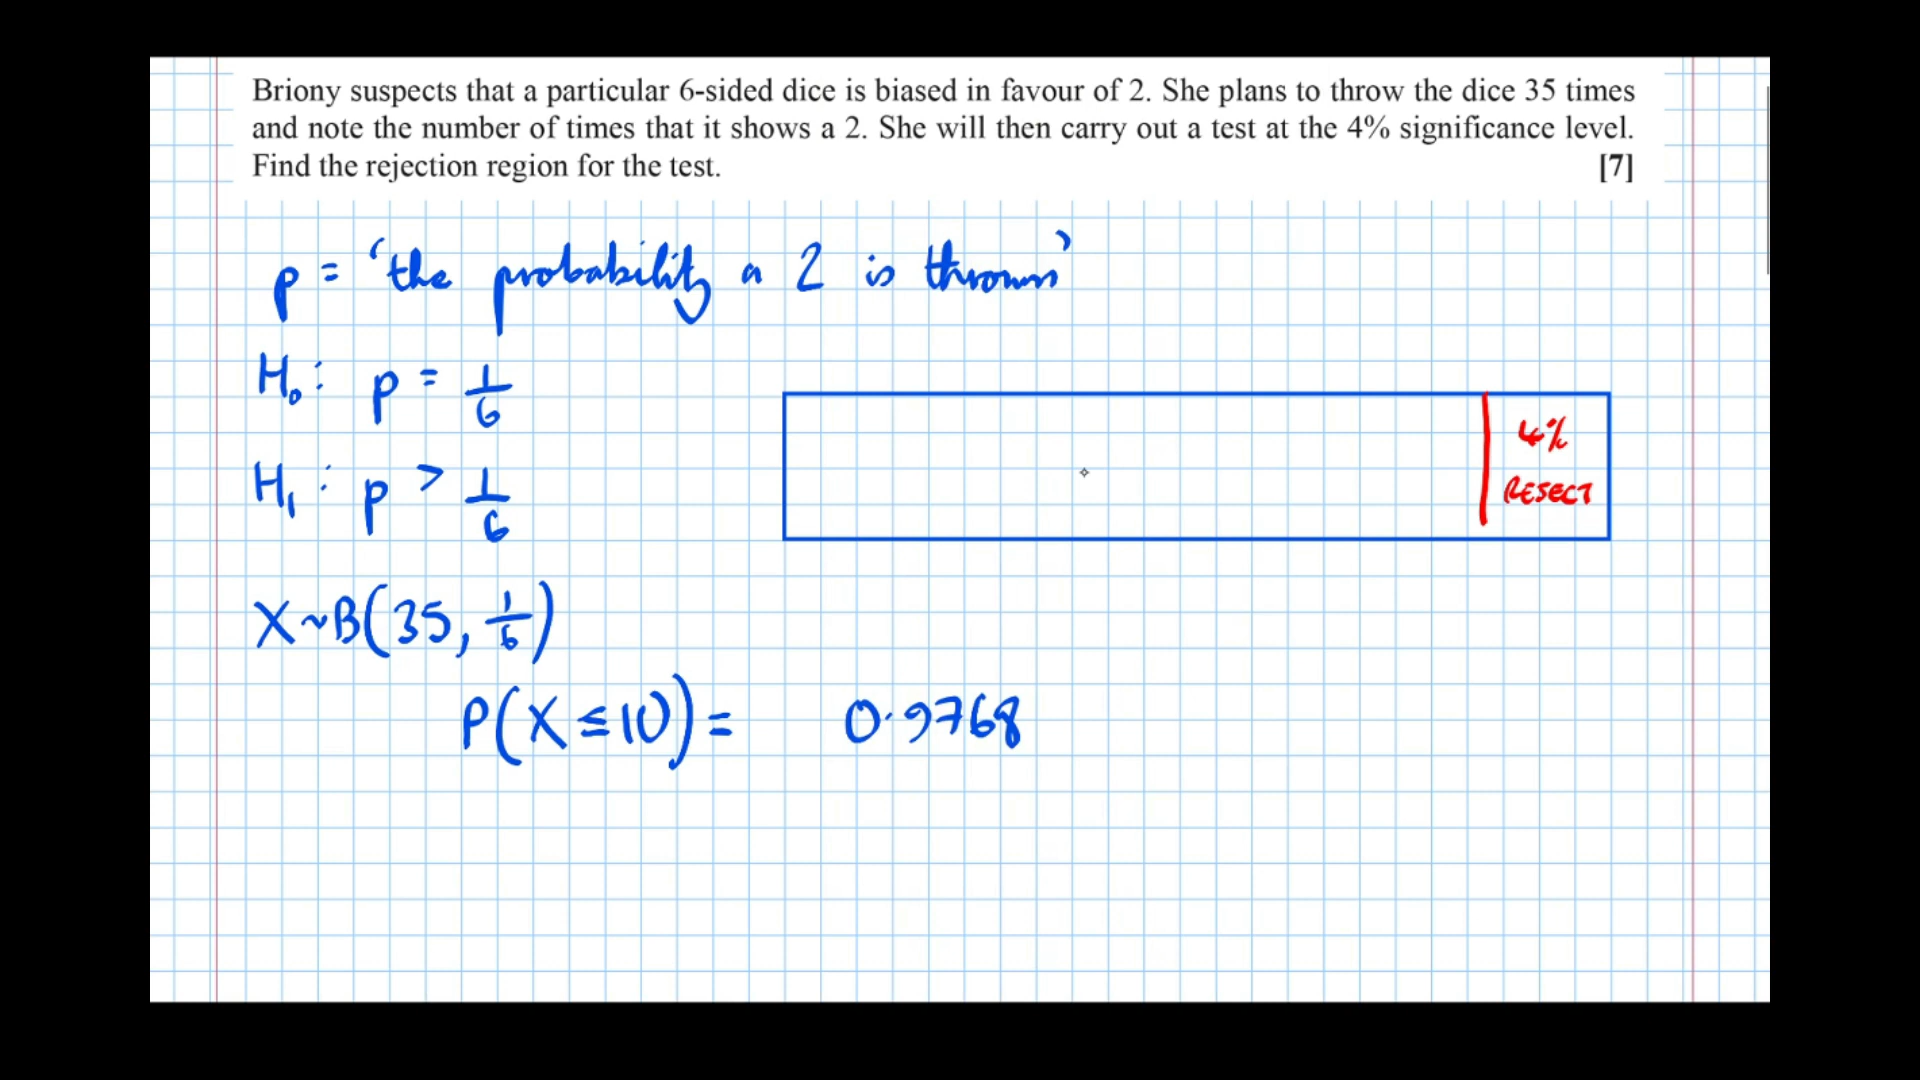 Briony suspects that a particular 6-sided dice is biased in favour of 2. She plans to throw the dice 35 times
and note the number of times that it shows a 2. She will then carry out a test at the 4% significance level.
Find the rejection region for the test. [7]
p = 'the probability a 2 is thrown'
H₀: p = 1/6
H₁: p > 1/6
4%
REJECT
X~B(35, 1/6)
P(X≤10) = 0.9768